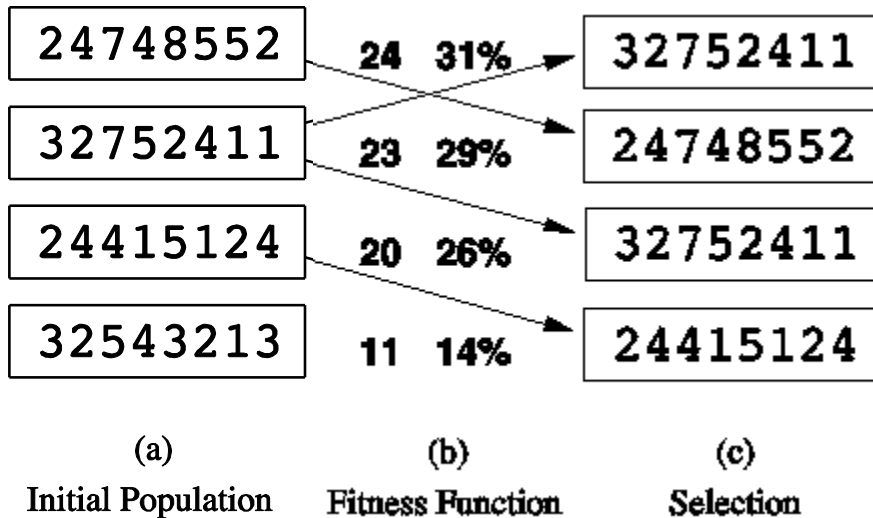 24748552 24 31% 32752411
32752411 23 29% 24748552
24415124 20 26% 32752411
32543213 11 14% 24415124
(a) (b) (c)
Initial Population Fitness Function Selection